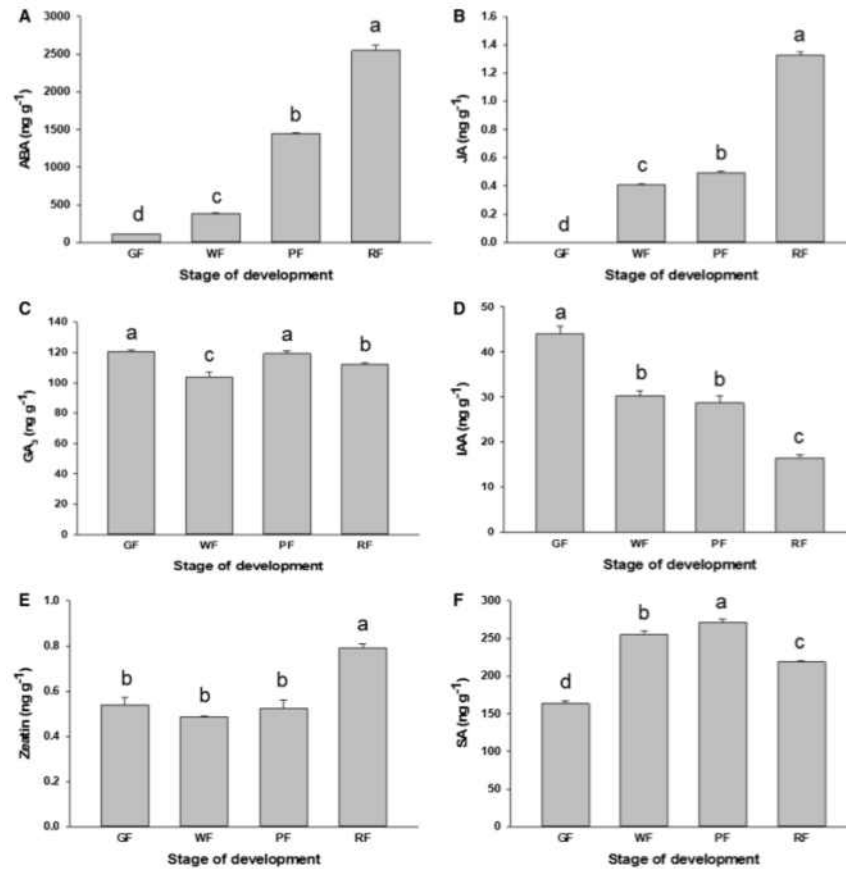 A
ABA (ng g⁻¹)
3000
2500
2000
1500
1000
500
0
d
c
b
a
GF WF PF RF
Stage of development
B
JA (ng g⁻¹)
1.6
1.4
1.2
1.0
0.8
0.6
0.4
0.2
0.0
d
c
b
a
GF WF PF RF
Stage of development
C
GA₃ (ng g⁻¹)
140
120
100
80
60
40
20
0
a
c
a
b
GF WF PF RF
Stage of development
D
IAA (ng g⁻¹)
50
40
30
20
10
0
a
b
b
c
GF WF PF RF
Stage of development
E
Zeatin (ng g⁻¹)
1.0
0.8
0.6
0.4
0.2
0.0
b
b
b
a
GF WF PF RF
Stage of development
F
SA (ng g⁻¹)
300
250
200
150
100
50
0
d
b
a
c
GF WF PF RF
Stage of development